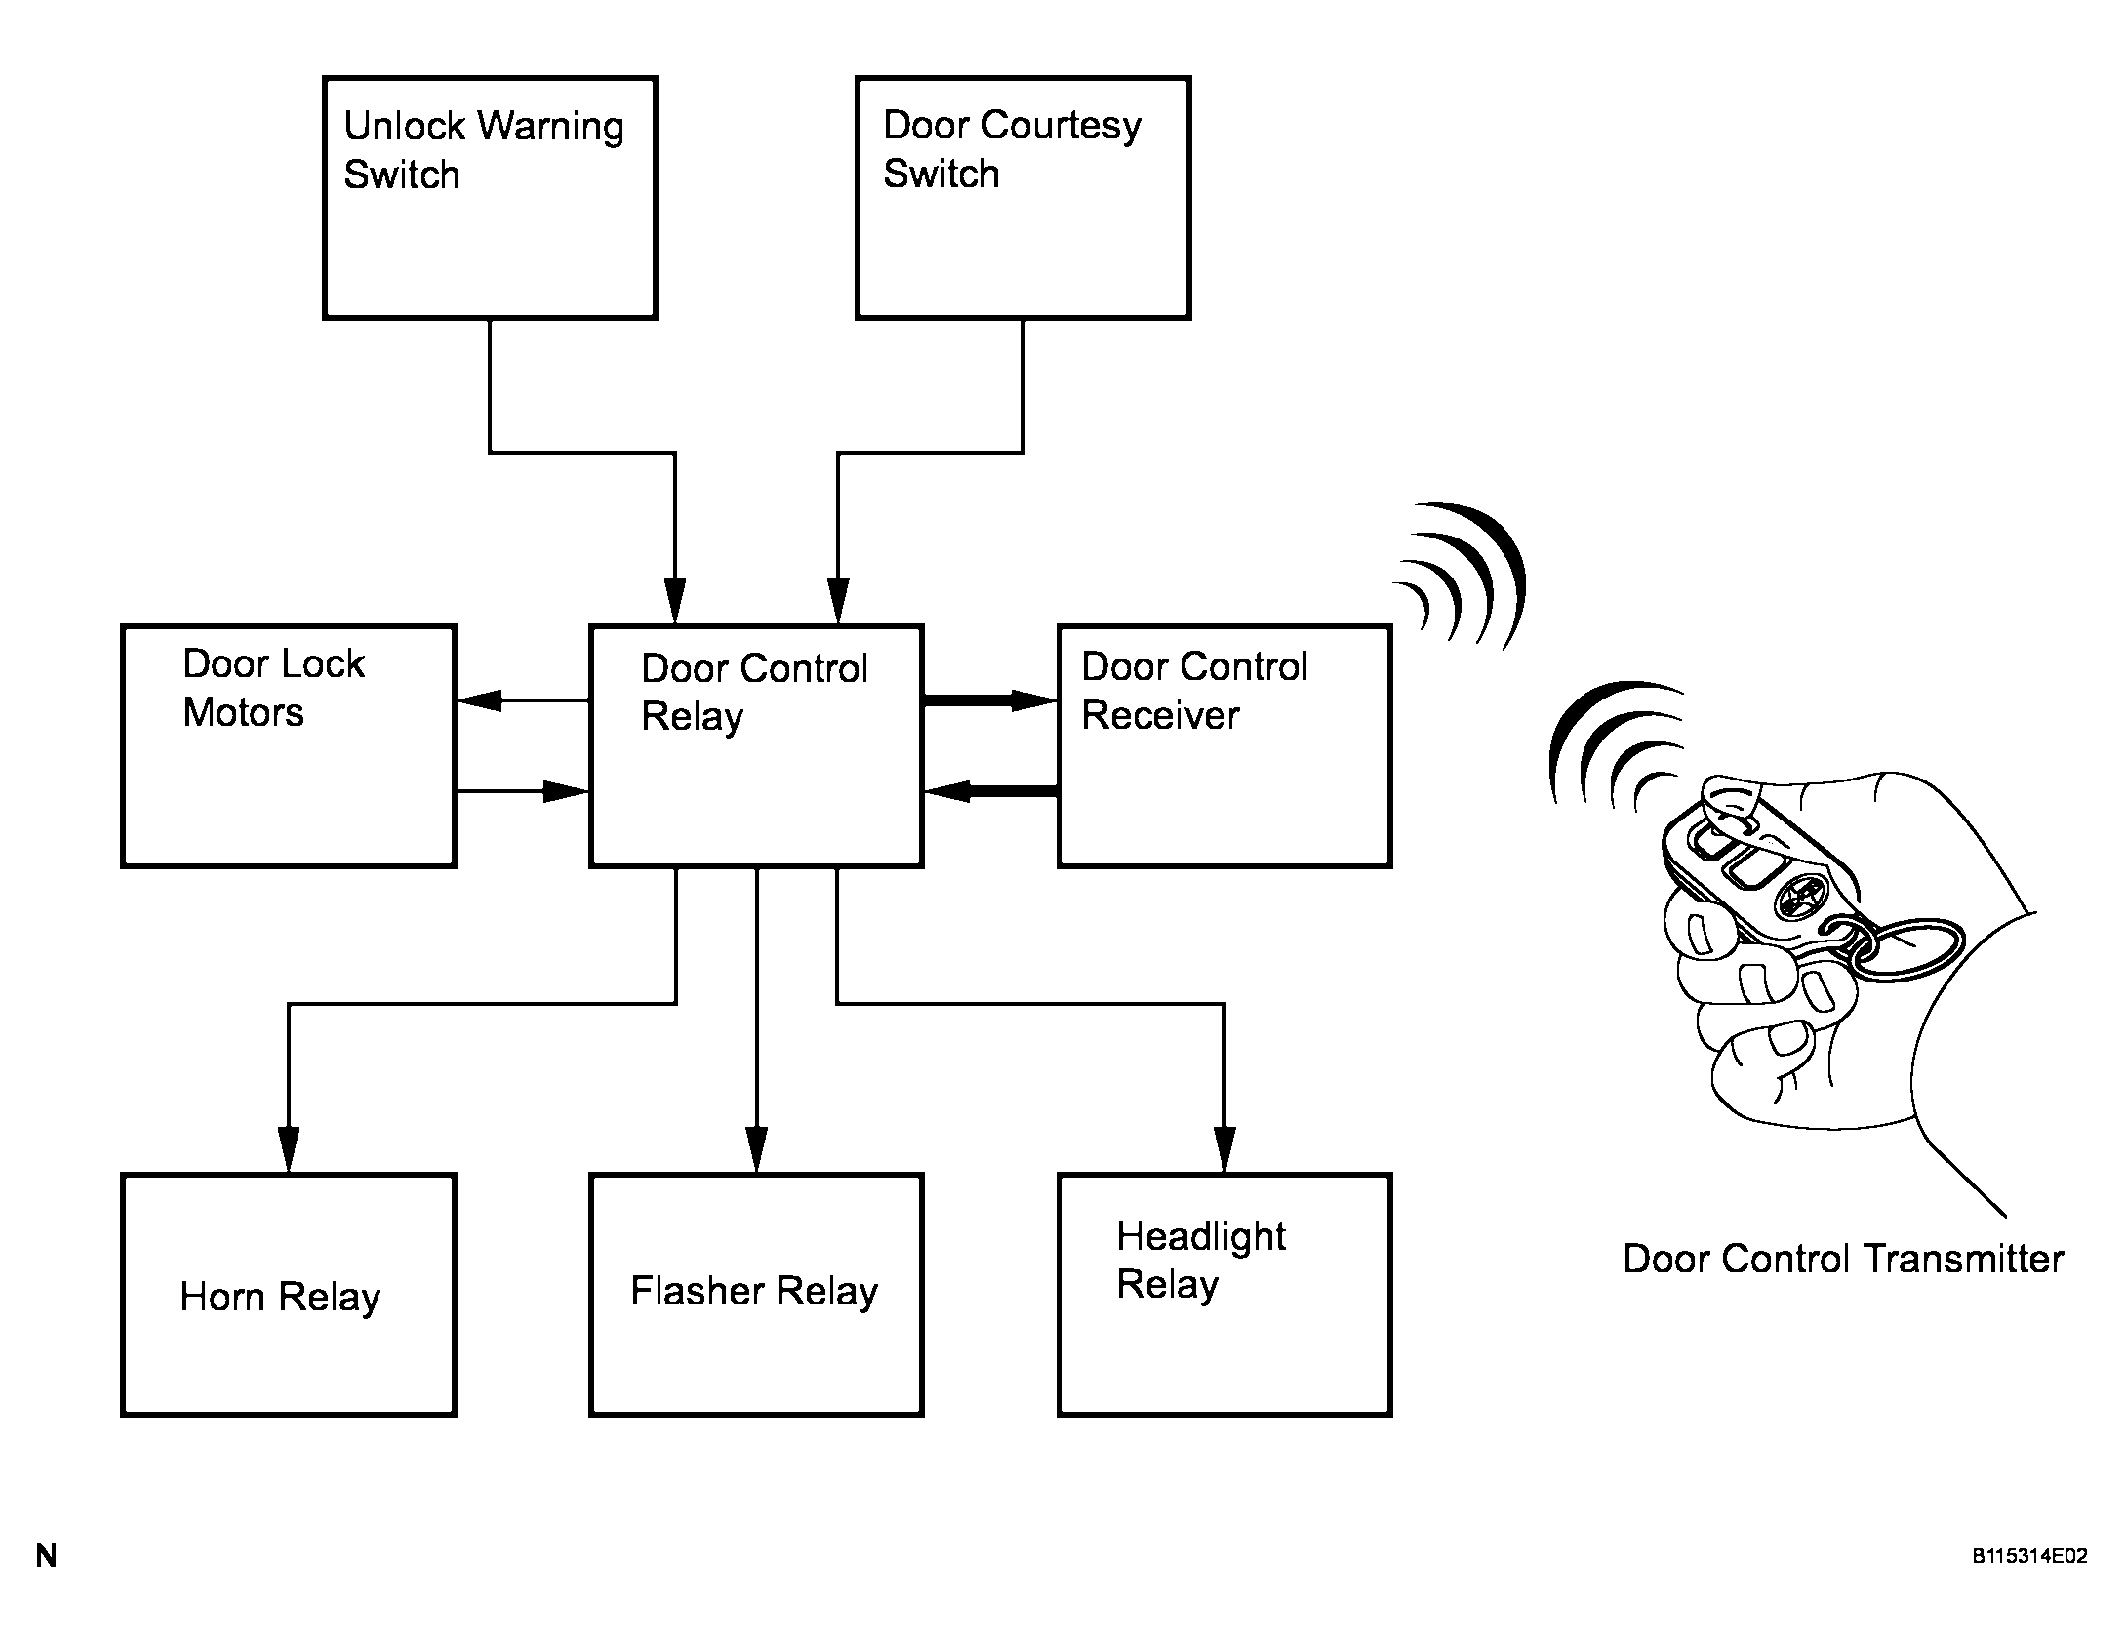 Unlock Warning
Switch
Door Courtesy
Switch
Door Lock
Motors
Door Control
Relay
Door Control
Receiver
Horn Relay
Flasher Relay
Headlight
Relay
Door Control Transmitter
N
B115314E02